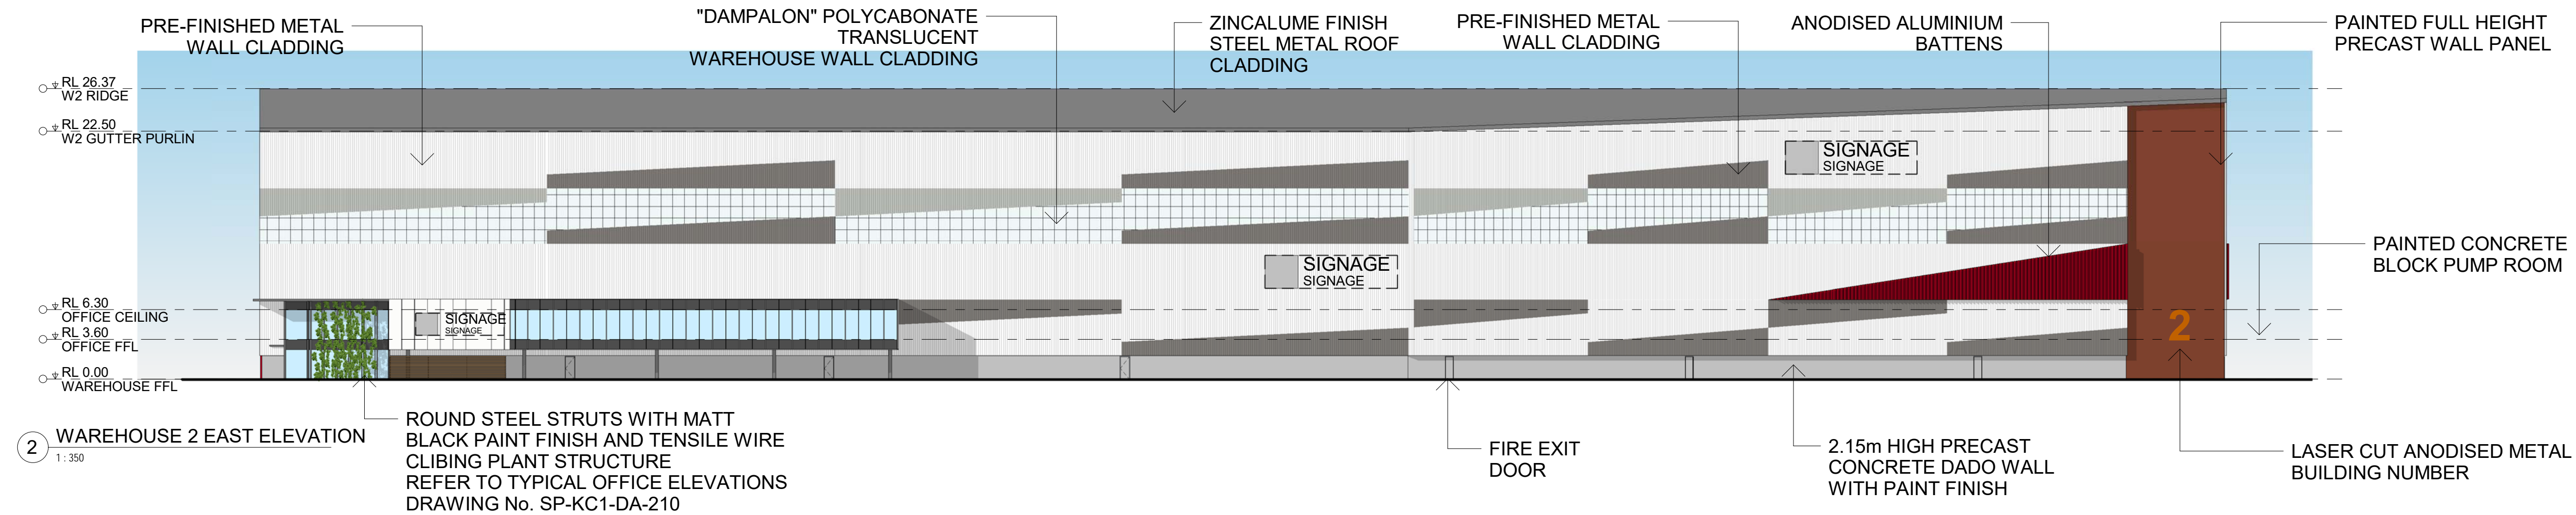 PRE-FINISHED METAL
WALL CLADDING
"DAMPALON" POLYCABONATE
TRANSLUCENT
WAREHOUSE WALL CLADDING
ZINCALUME FINISH
STEEL METAL ROOF
CLADDING
PRE-FINISHED METAL
WALL CLADDING
ANODISED ALUMINIUM
BATTENS
PAINTED FULL HEIGHT
PRECAST WALL PANEL
RL 26.37
W2 RIDGE
RL 22.50
W2 GUTTER PURLIN
SIGNAGE
SIGNAGE
SIGNAGE
SIGNAGE
PAINTED CONCRETE
BLOCK PUMP ROOM
RL 6.30
OFFICE CEILING
SIGNAGE
SIGNAGE
2
RL 3.60
OFFICE FFL
RL 0.00
WAREHOUSE FFL
2
WAREHOUSE 2 EAST ELEVATION
1 : 350
ROUND STEEL STRUTS WITH MATT
BLACK PAINT FINISH AND TENSILE WIRE
CLIBING PLANT STRUCTURE
REFER TO TYPICAL OFFICE ELEVATIONS
DRAWING No. SP-KC1-DA-210
FIRE EXIT
DOOR
2.15m HIGH PRECAST
CONCRETE DADO WALL
WITH PAINT FINISH
LASER CUT ANODISED METAL
BUILDING NUMBER